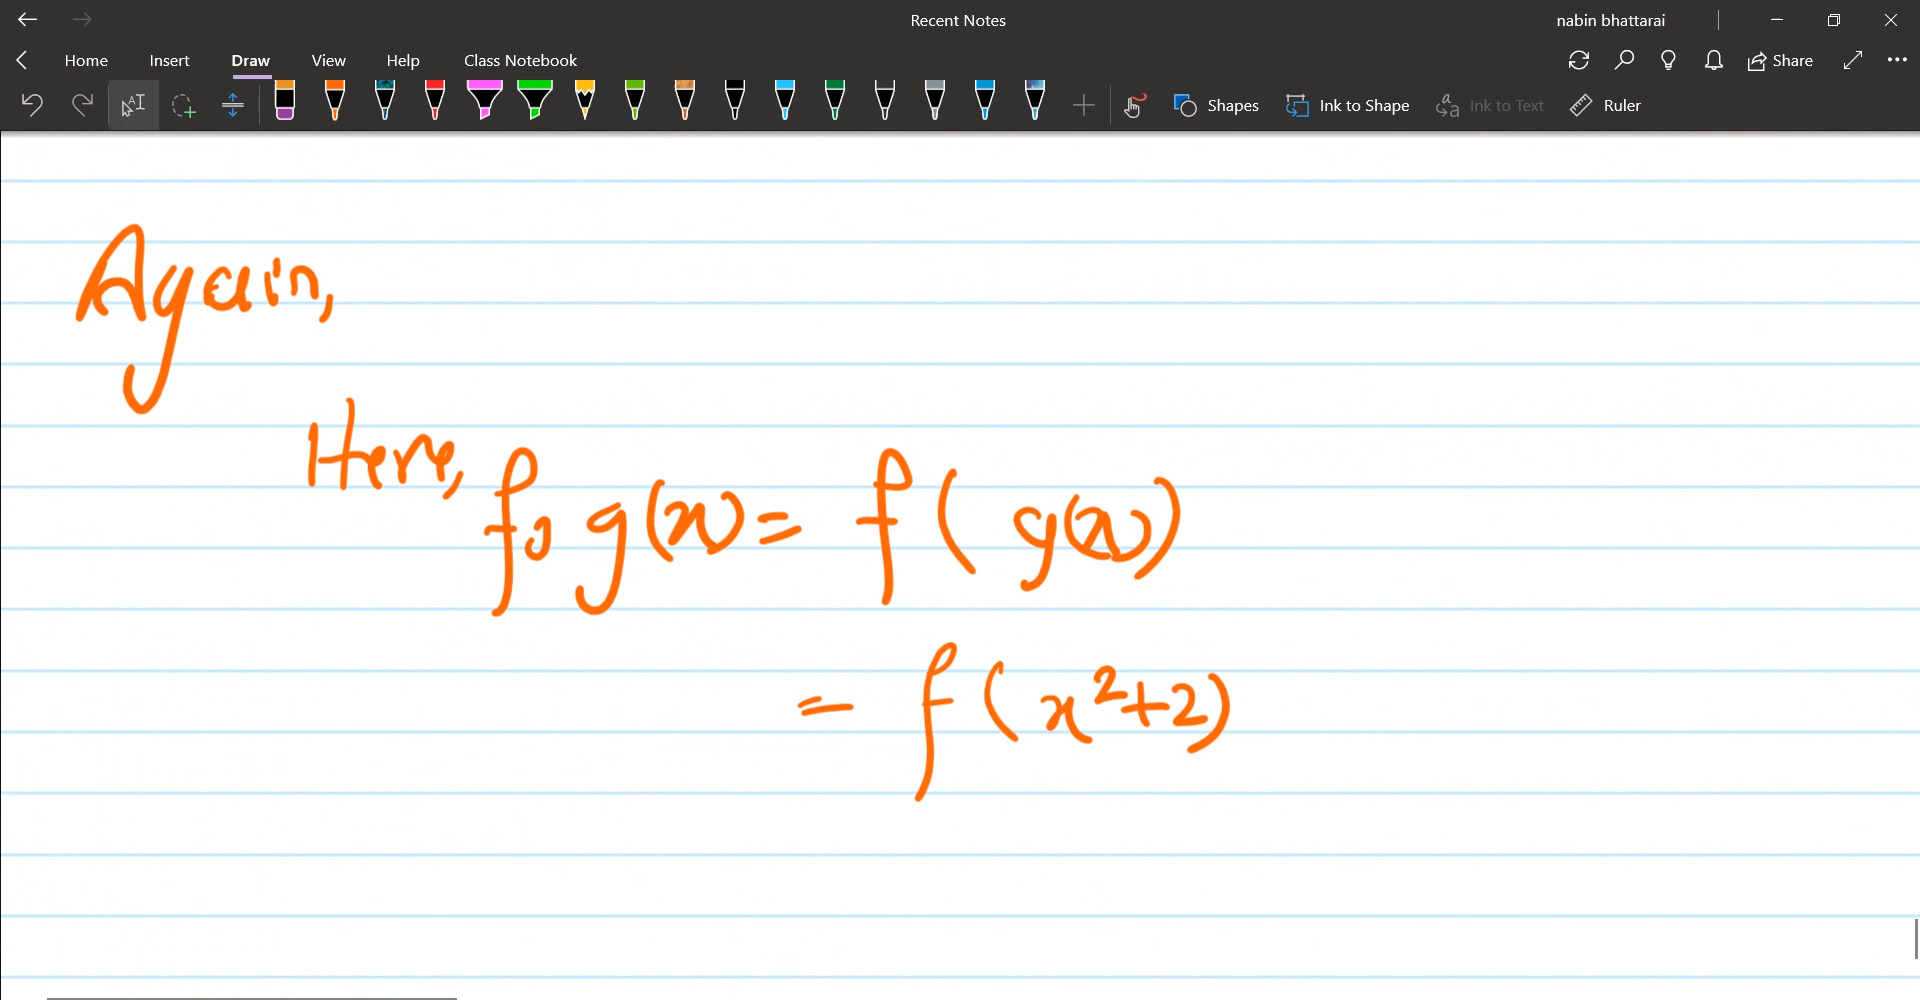 Recent Notes
nabin bhattarai
Home Insert Draw View Help Class Notebook
Share
Shapes Ink to Shape Ink to Text Ruler
Again,
Here, fog(x) = f( g(x))
= f( x²+2)